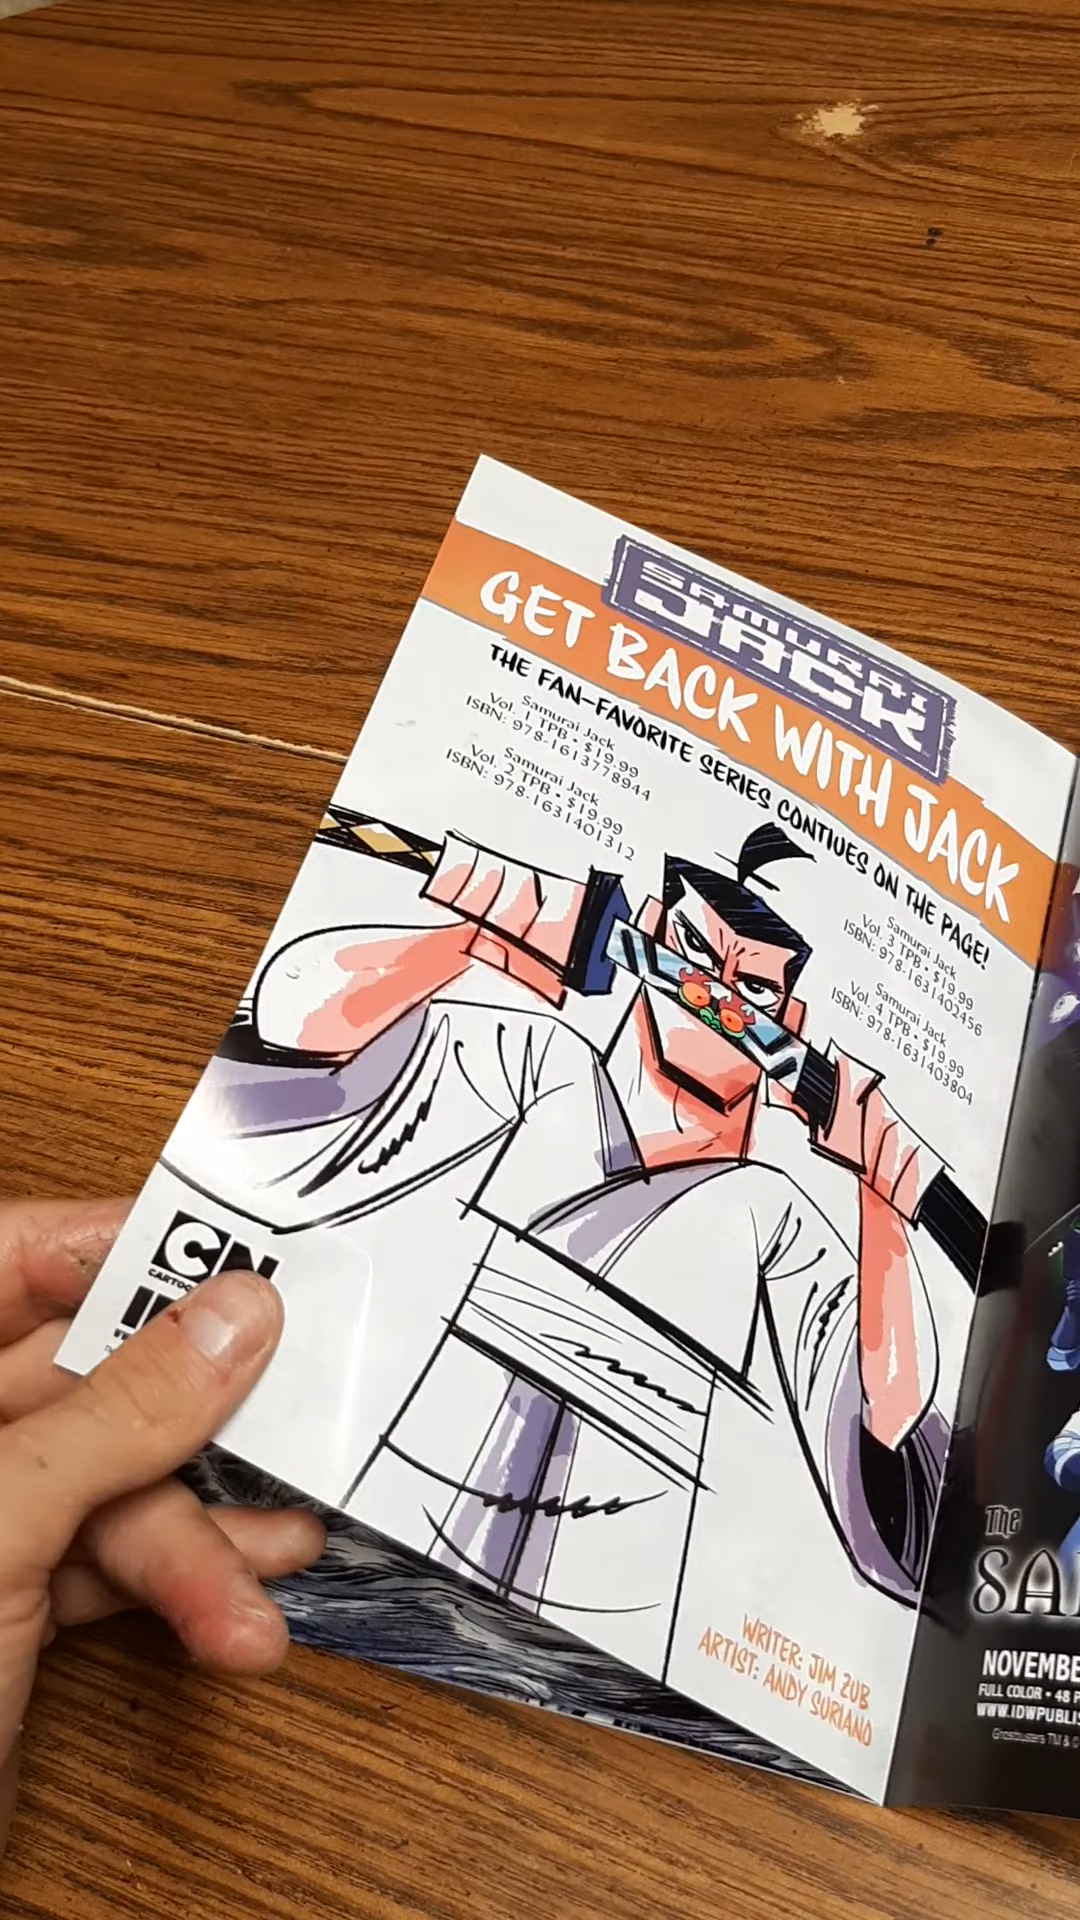 SAMURAI
JACK
GET BACK WITH JACK
THE FAN-FAVORITE SERIES CONTIUES ON THE PAGE!
Samurai Jack
Vol. 1 TPB • $19.99
ISBN: 978-1613778944
Samurai Jack
Vol. 2 TPB • $19.99
ISBN: 978-1631401312
Samurai Jack
Vol. 3 TPB • $19.99
ISBN: 978-1631402456
Samurai Jack
Vol. 4 TPB • $19.99
ISBN: 978-1631403804
CN
WRITER: JIM ZUB
ARTIST: ANDY SURIANO
The
SA
NOVEMBE
FULL COLOR • 48 P
WWW.IDWPUBLIS
Ghostbusters TM & ©